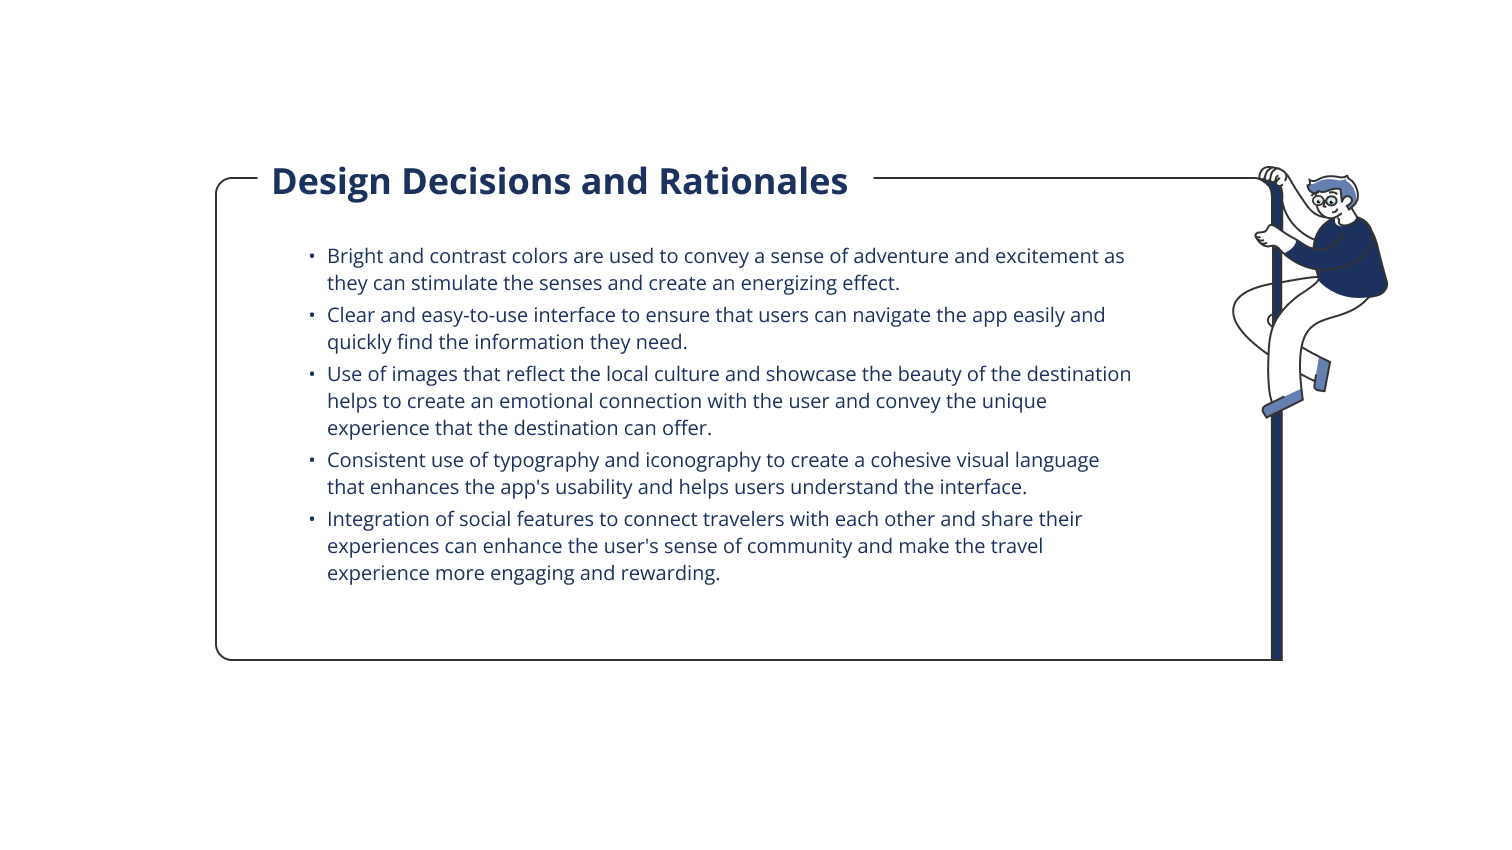 Design Decisions and Rationales
• Bright and contrast colors are used to convey a sense of adventure and excitement as
they can stimulate the senses and create an energizing effect.
• Clear and easy-to-use interface to ensure that users can navigate the app easily and
quickly find the information they need.
• Use of images that reflect the local culture and showcase the beauty of the destination
helps to create an emotional connection with the user and convey the unique
experience that the destination can offer.
• Consistent use of typography and iconography to create a cohesive visual language
that enhances the app's usability and helps users understand the interface.
• Integration of social features to connect travelers with each other and share their
experiences can enhance the user's sense of community and make the travel
experience more engaging and rewarding.